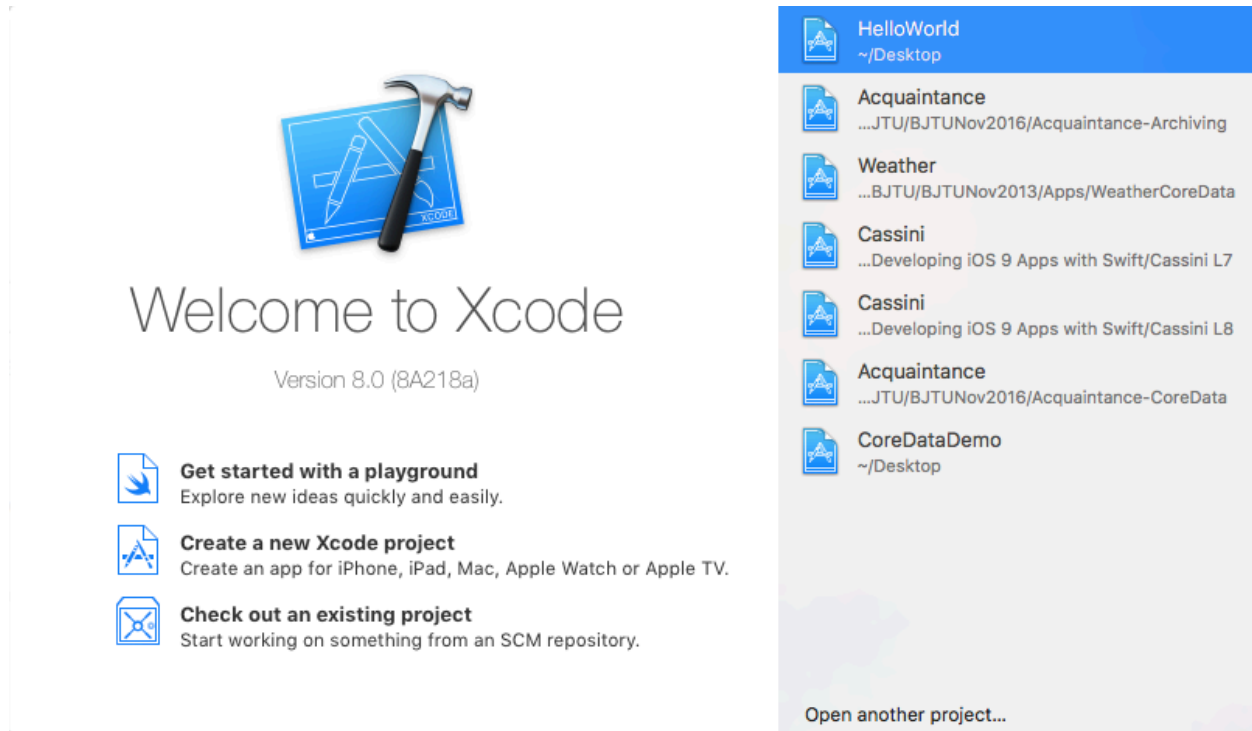 XCODE
Welcome to Xcode
Version 8.0 (8A218a)
Get started with a playground
Explore new ideas quickly and easily.
Create a new Xcode project
Create an app for iPhone, iPad, Mac, Apple Watch or Apple TV.
Check out an existing project
Start working on something from an SCM repository.
HelloWorld
~/Desktop
Acquaintance
...JTU/BJTUNov2016/Acquaintance-Archiving
Weather
...BJTU/BJTUNov2013/Apps/WeatherCoreData
Cassini
...Developing iOS 9 Apps with Swift/Cassini L7
Cassini
...Developing iOS 9 Apps with Swift/Cassini L8
Acquaintance
...JTU/BJTUNov2016/Acquaintance-CoreData
CoreDataDemo
~/Desktop
Open another project...